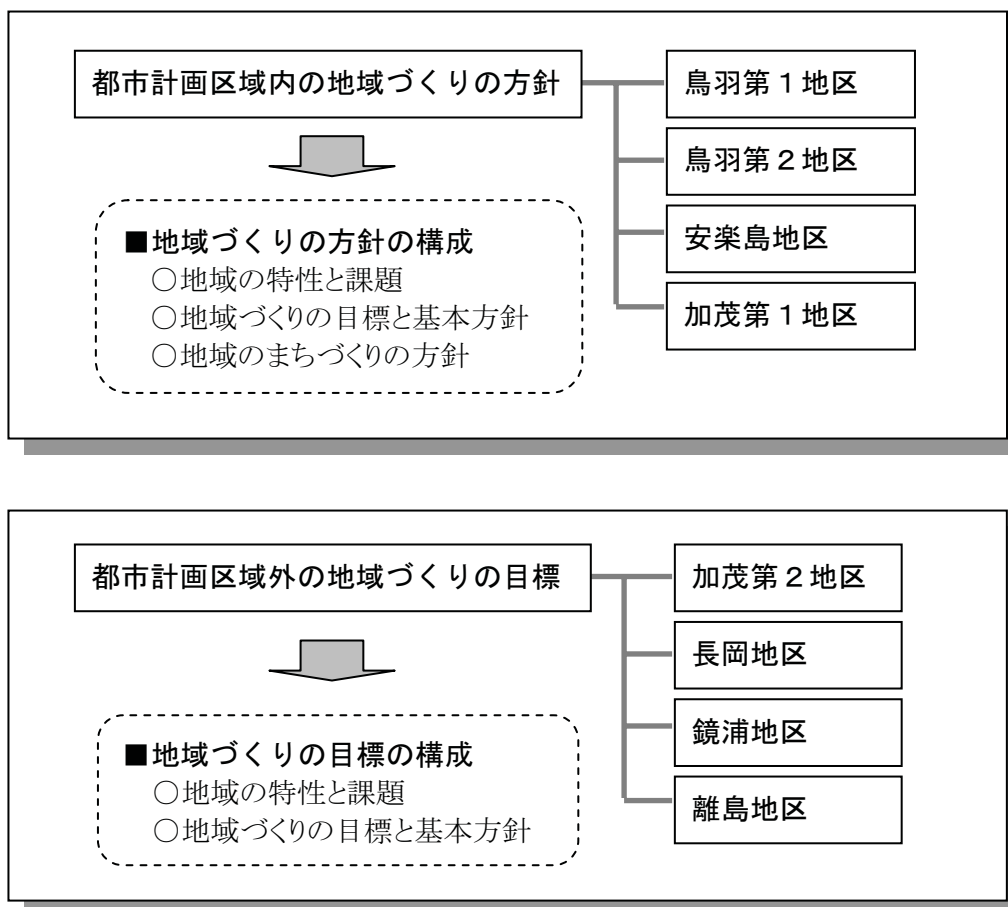 都市計画区域内の地域づくりの方針
鳥羽第１地区
鳥羽第２地区
安楽島地区
加茂第１地区
■地域づくりの方針の構成
○地域の特性と課題
○地域づくりの目標と基本方針
○地域のまちづくりの方針
都市計画区域外の地域づくりの目標
加茂第２地区
長岡地区
鏡浦地区
離島地区
■地域づくりの目標の構成
○地域の特性と課題
○地域づくりの目標と基本方針